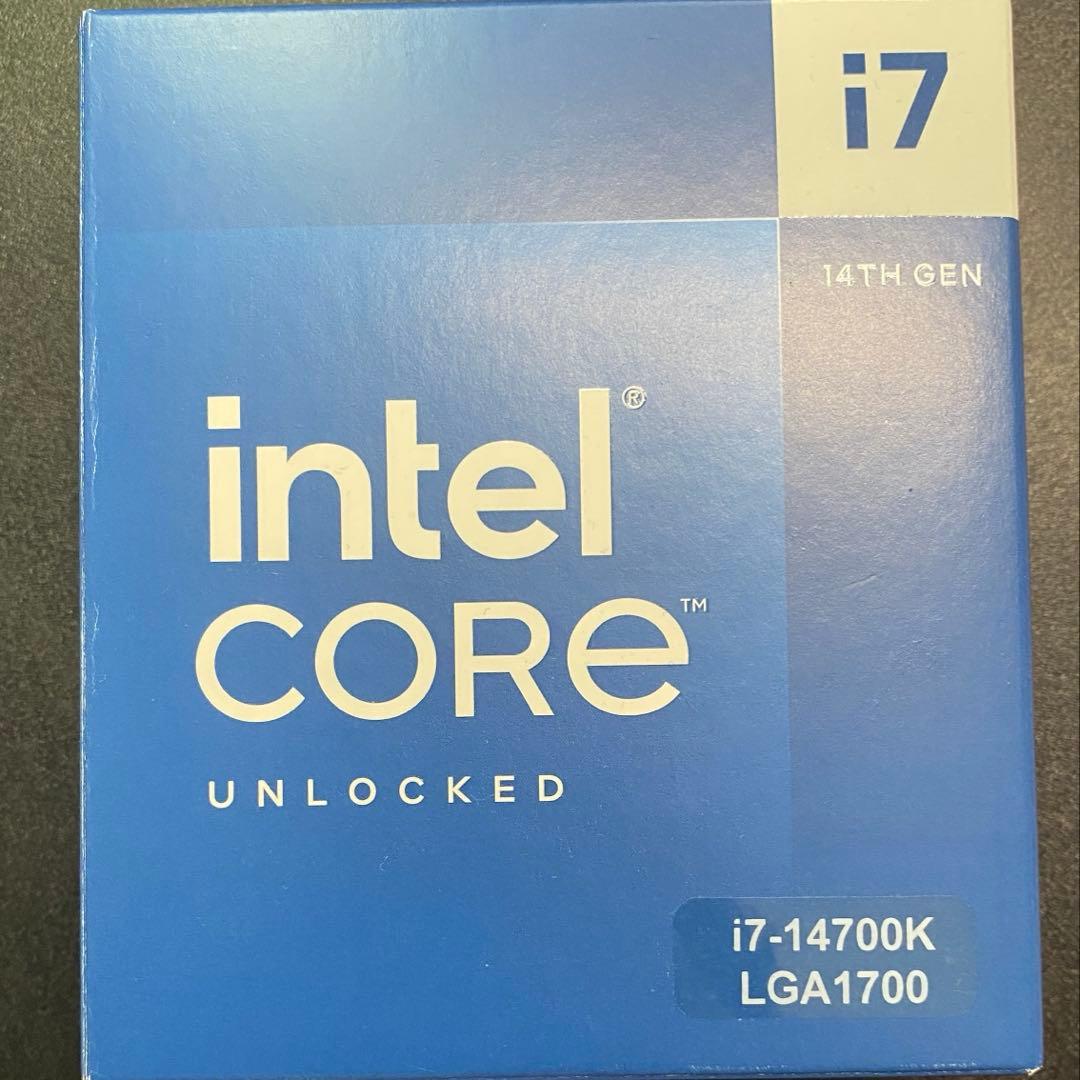 i7
14TH GEN
intel®
CORE™
UNLOCKED
i7-14700K
LGA1700